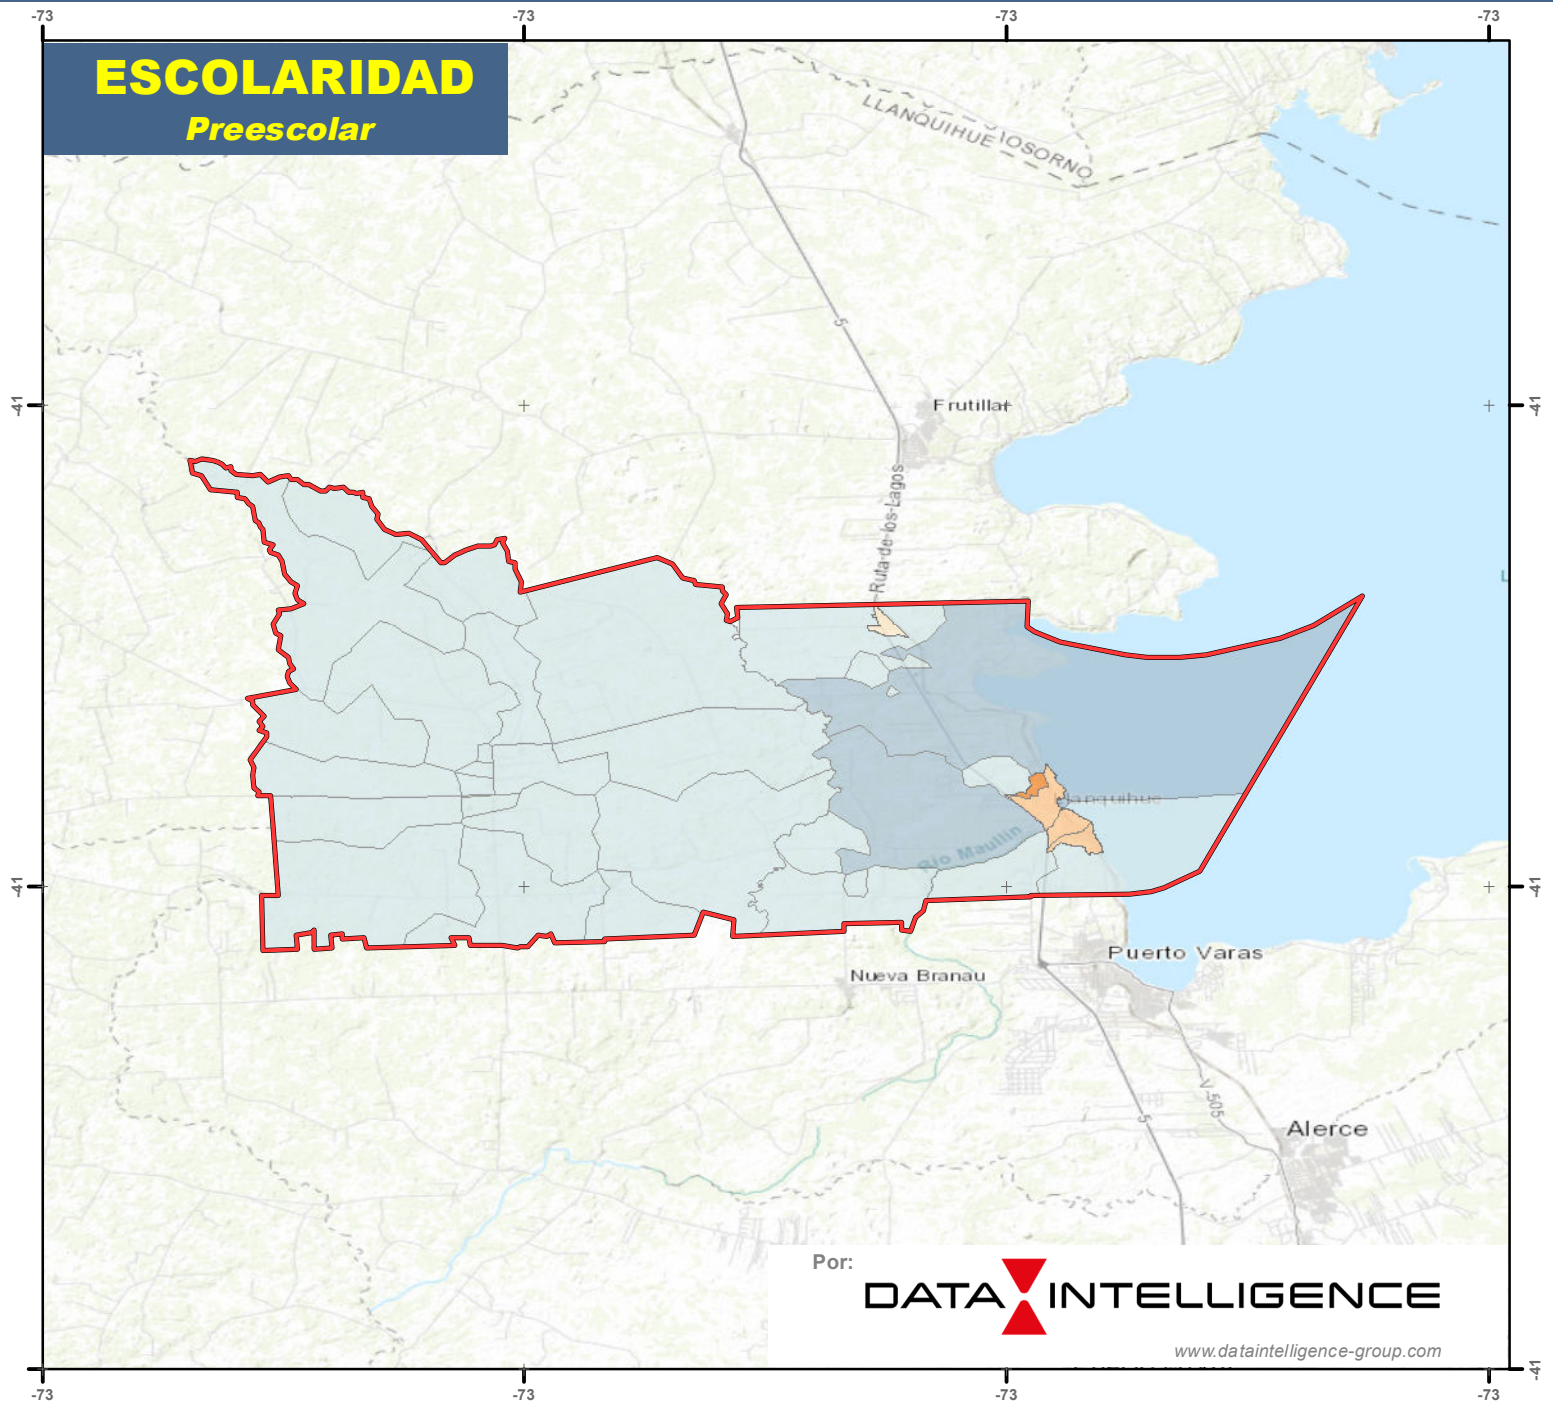 -73 -73 -73 -73
ESCOLARIDAD
Preescolar
LLANQUIHUE
OSORNO
5
-41 Frutillar -41
Ruta-de-los-Lagos
L
lanquihue
Río Maullín
-41 -41
Puerto Varas
Nueva Branau
V-505
5
Alerce
Por:
DATA INTELLIGENCE
www.dataintelligence-group.com
-41
-73 -73 -73 -73